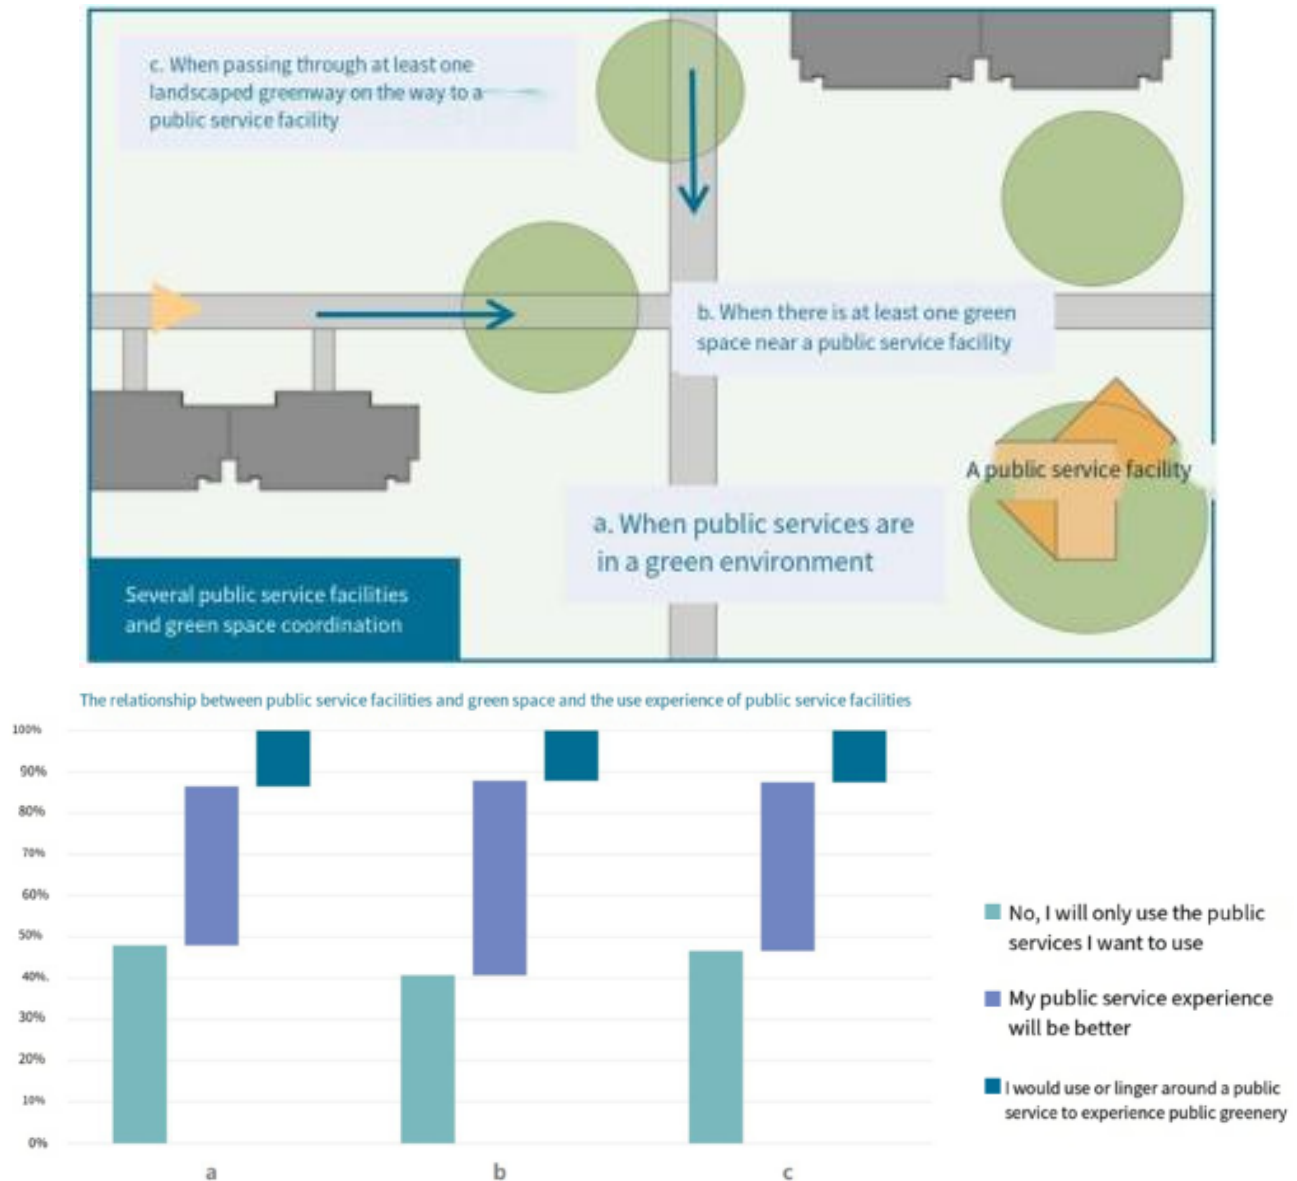 c. When passing through at least one
landscaped greenway on the way to a
public service facility
b. When there is at least one green
space near a public service facility
A public service facility
a. When public services are
in a green environment
Several public service facilities
and green space coordination
The relationship between public service facilities and green space and the use experience of public service facilities
100%
90%
80%
70%
60%
50%
40%
30%
20%
10%
0%
a
b
c
No, I will only use the public
services I want to use
My public service experience
will be better
I would use or linger around a public
service to experience public greenery